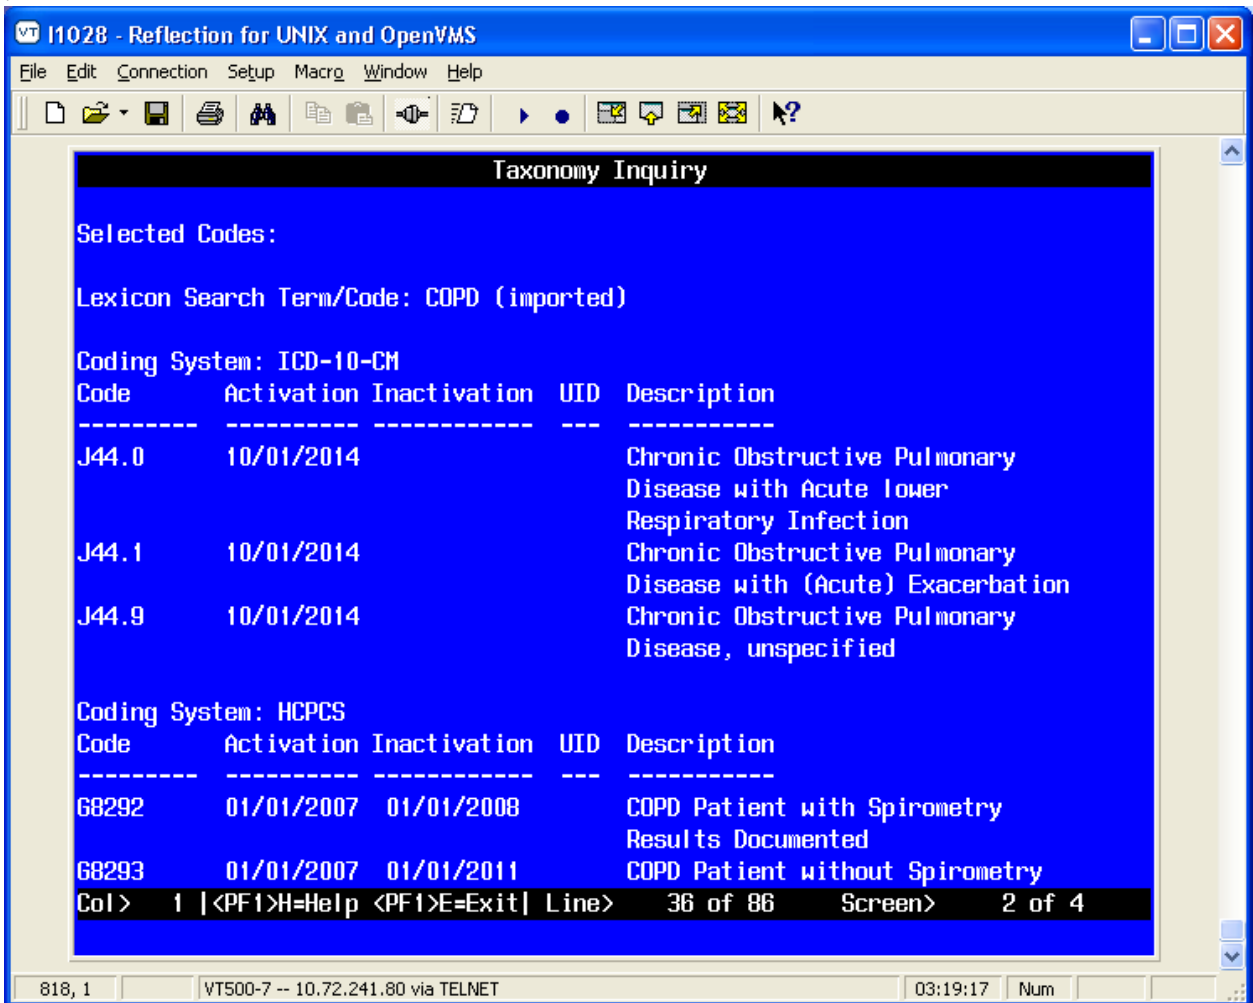 I1028 - Reflection for UNIX and OpenVMS
File Edit Connection Setup Macro Window Help
Taxonomy Inquiry
Selected Codes:
Lexicon Search Term/Code: COPD (imported)
Coding System: ICD-10-CM
Code Activation Inactivation UID Description
--------- ---------- ------------ --- -----------
J44.0 10/01/2014 Chronic Obstructive Pulmonary
Disease with Acute lower
Respiratory Infection
J44.1 10/01/2014 Chronic Obstructive Pulmonary
Disease with (Acute) Exacerbation
J44.9 10/01/2014 Chronic Obstructive Pulmonary
Disease, unspecified
Coding System: HCPCS
Code Activation Inactivation UID Description
--------- ---------- ------------ --- -----------
G8292 01/01/2007 01/01/2008 COPD Patient with Spirometry
Results Documented
G8293 01/01/2007 01/01/2011 COPD Patient without Spirometry
Col> 1 |<PF1>H=Help <PF1>E=Exit| Line> 36 of 86 Screen> 2 of 4
818, 1 VT500-7 -- 10.72.241.80 via TELNET 03:19:17 Num